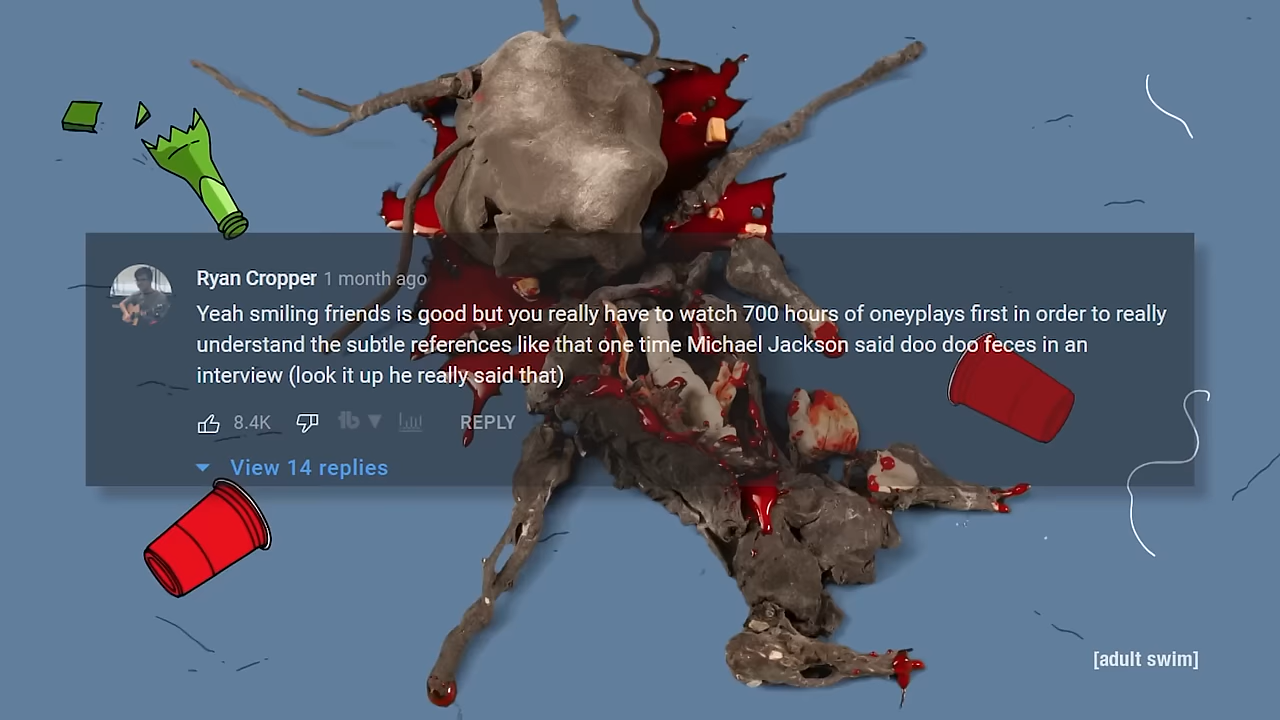 Ryan Cropper 1 month ago
Yeah smiling friends is good but you really have to watch 700 hours of oneyplays first in order to really
understand the subtle references like that one time Michael Jackson said doo doo feces in an
interview (look it up he really said that)
8.4K REPLY
View 14 replies
[adult swim]